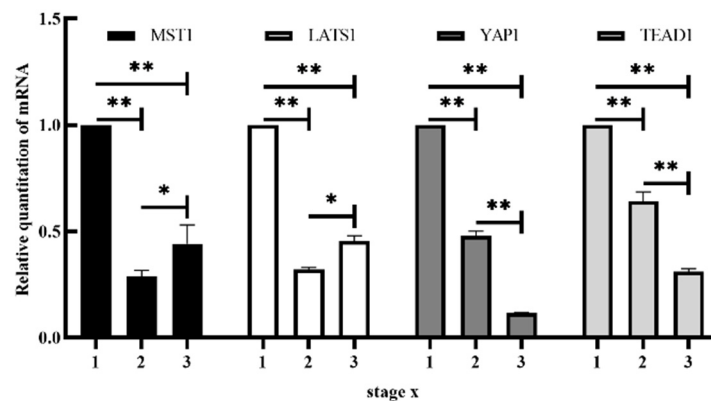 1.5
MST1 LATS1 YAP1 TEAD1
** ** ** **
** ** ** **
1.0
* * ** **
0.5
0.0
1 2 3 1 2 3 1 2 3 1 2 3
stage x
Relative quantitation of mRNA